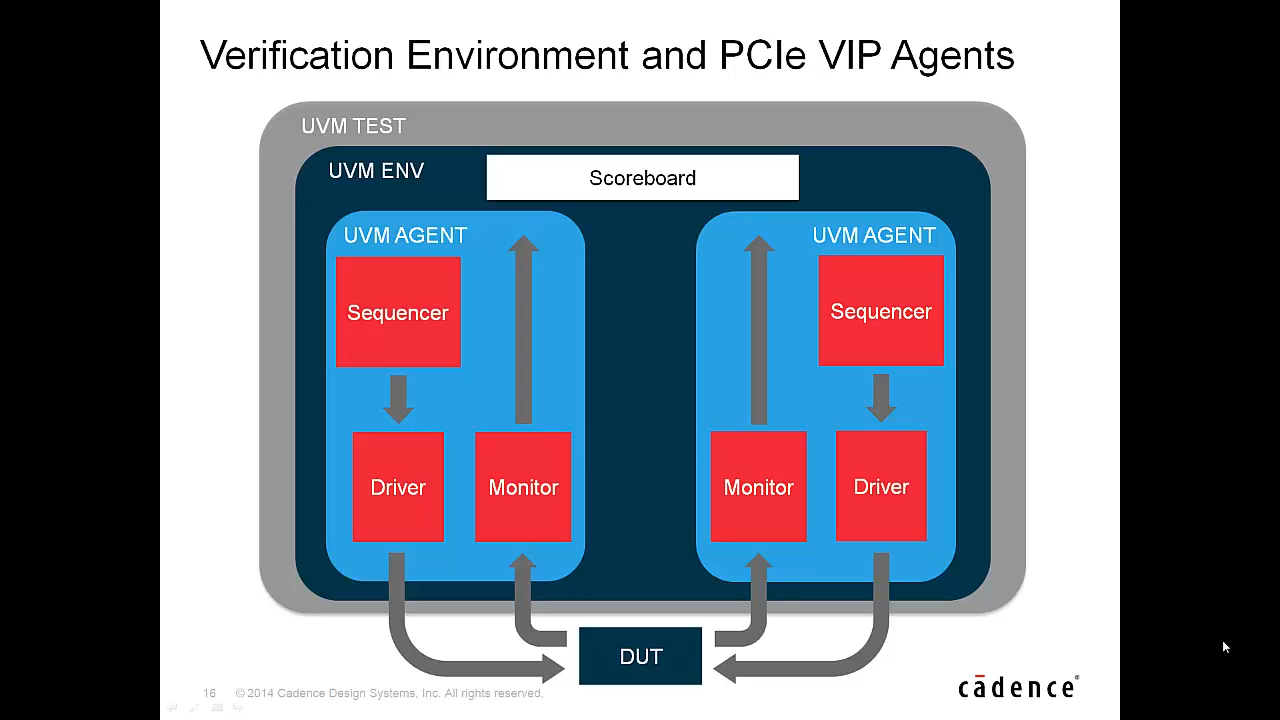 Verification Environment and PCIe VIP Agents
UVM TEST
UVM ENV
Scoreboard
UVM AGENT
UVM AGENT
Sequencer
Sequencer
Driver
Monitor
Monitor
Driver
DUT
16 © 2014 Cadence Design Systems, Inc. All rights reserved.
cādence®